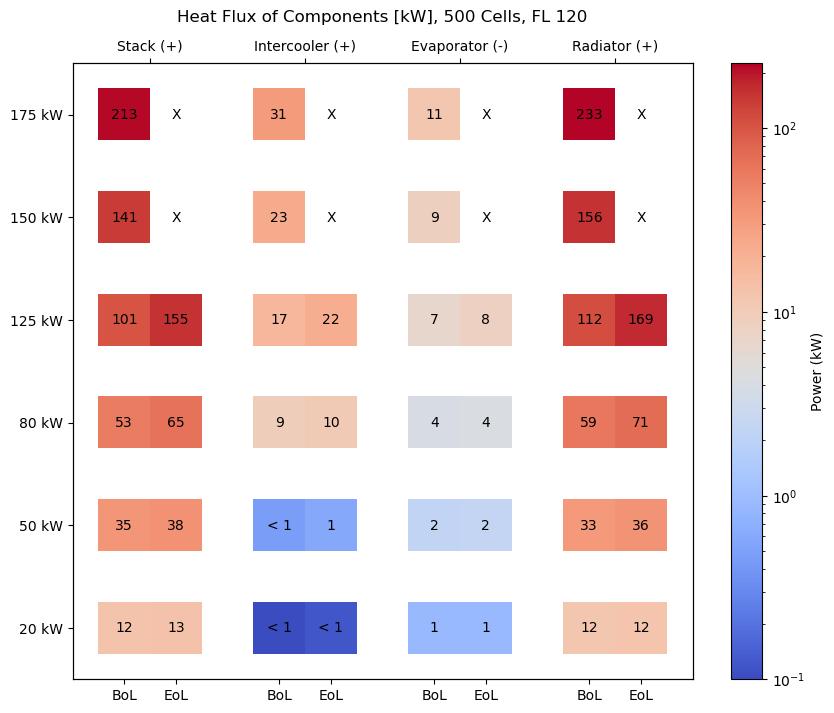 Heat Flux of Components [kW], 500 Cells, FL 120
Stack (+) Intercooler (+) Evaporator (-) Radiator (+)
175 kW 213 X 31 X 11 X 233 X
150 kW 141 X 23 X 9 X 156 X
125 kW 101 155 17 22 7 8 112 169
80 kW 53 65 9 10 4 4 59 71
50 kW 35 38 < 1 1 2 2 33 36
20 kW 12 13 < 1 < 1 1 1 12 12
BoL EoL BoL EoL BoL EoL BoL EoL
10²
10¹
10⁰
10⁻¹
Power (kW)